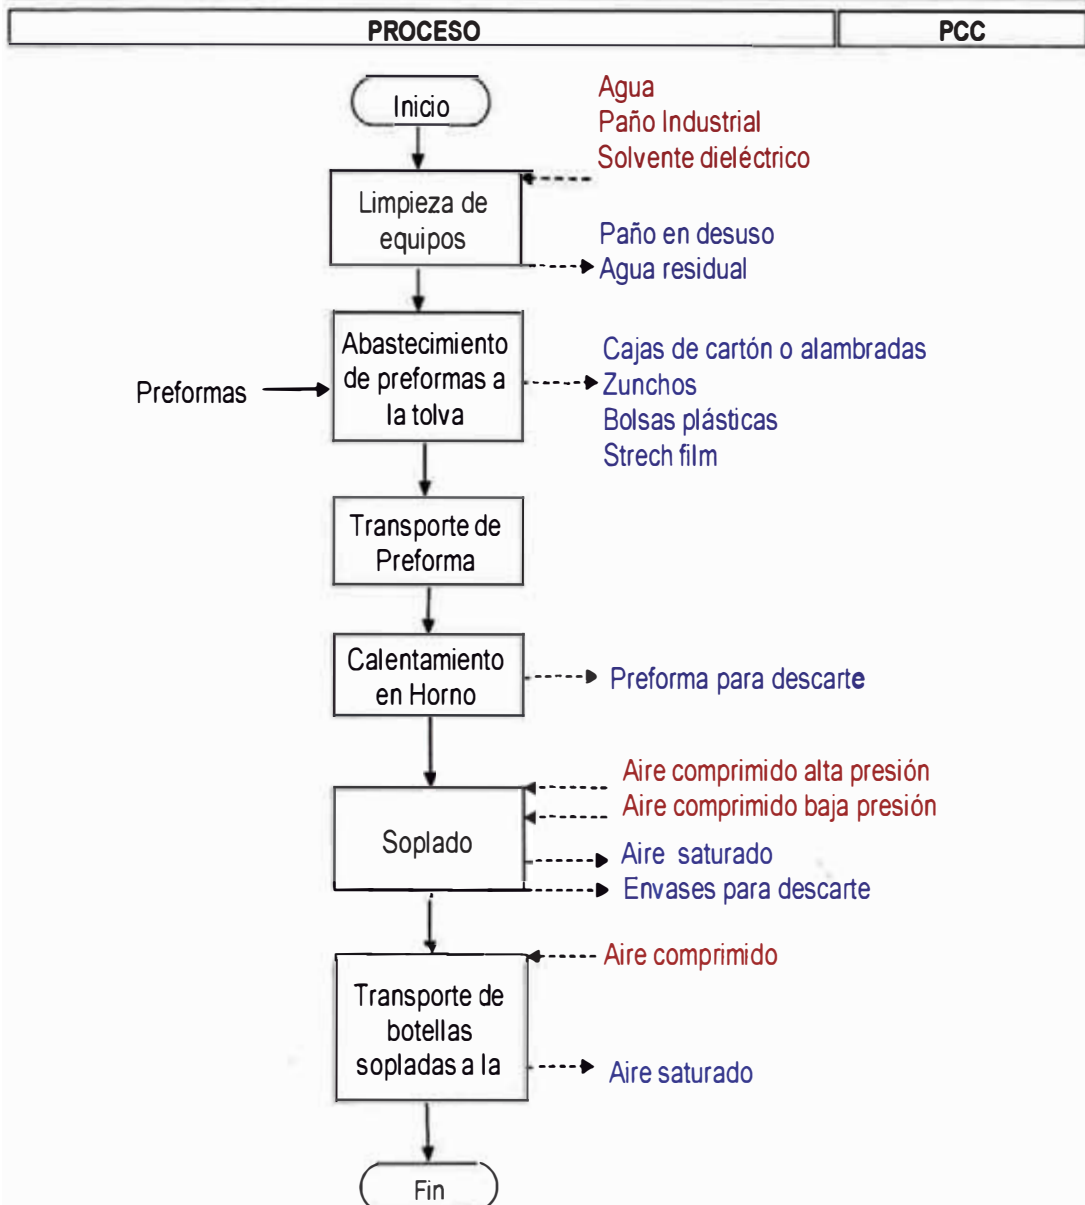 PROCESO
PCC
Inicio
Agua
Paño Industrial
Solvente dieléctrico
Limpieza de
equipos
Paño en desuso
Agua residual
Preformas
Abastecimiento
de preformas a
la tolva
Cajas de cartón o alambradas
Zunchos
Bolsas plásticas
Strech film
Transporte de
Preforma
Calentamiento
en Horno
Preforma para descarte
Aire comprimido alta presión
Aire comprimido baja presión
Soplado
Aire saturado
Envases para descarte
Aire comprimido
Transporte de
botellas
sopladas a la
Aire saturado
Fin